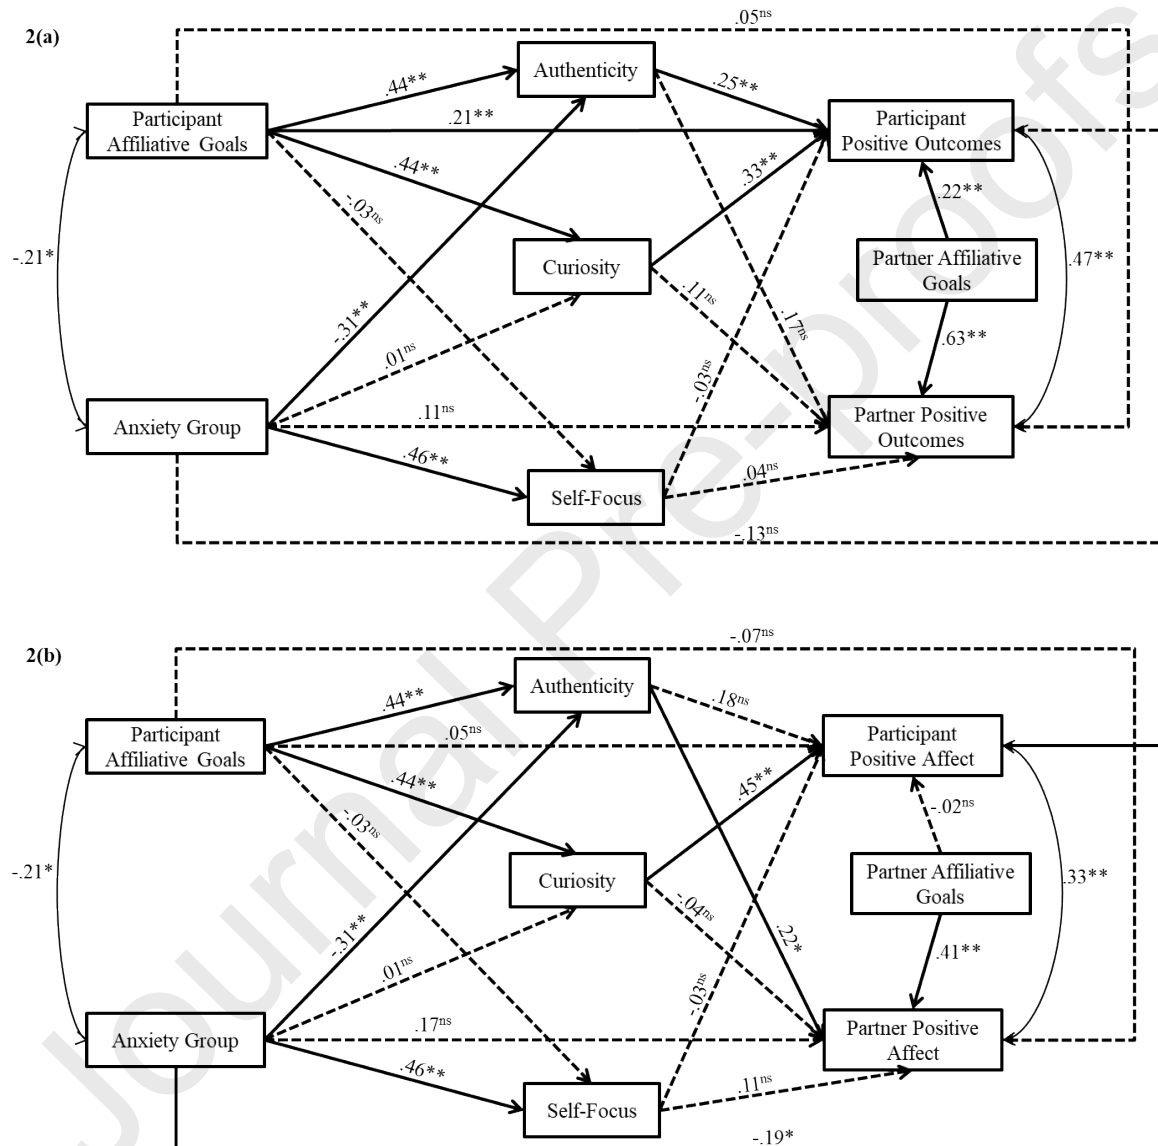 .05ns
2(a)
Authenticity
.44**
.25**
Participant
Affiliative Goals
.21**
Participant
Positive Outcomes
.44**
.33**
-.03ns
.22**
-.21*
Curiosity
Partner Affiliative
Goals
.47**
.11ns
.17ns
-.31**
.01ns
.63**
-.03ns
Anxiety Group
.11ns
Partner Positive
Outcomes
.46**
.04ns
Self-Focus
-.13ns
-.07ns
2(b)
Authenticity
.44**
.18ns
Participant
Affiliative Goals
.05ns
Participant
Positive Affect
.44**
.45**
-.03ns
-.02ns
-.21*
Curiosity
Partner Affiliative
Goals
.33**
-.04ns
.22*
-.31**
.01ns
.41**
-.03ns
Anxiety Group
.17ns
Partner Positive
Affect
.46**
.11ns
Self-Focus
-.19*
Journal Pre-proofs